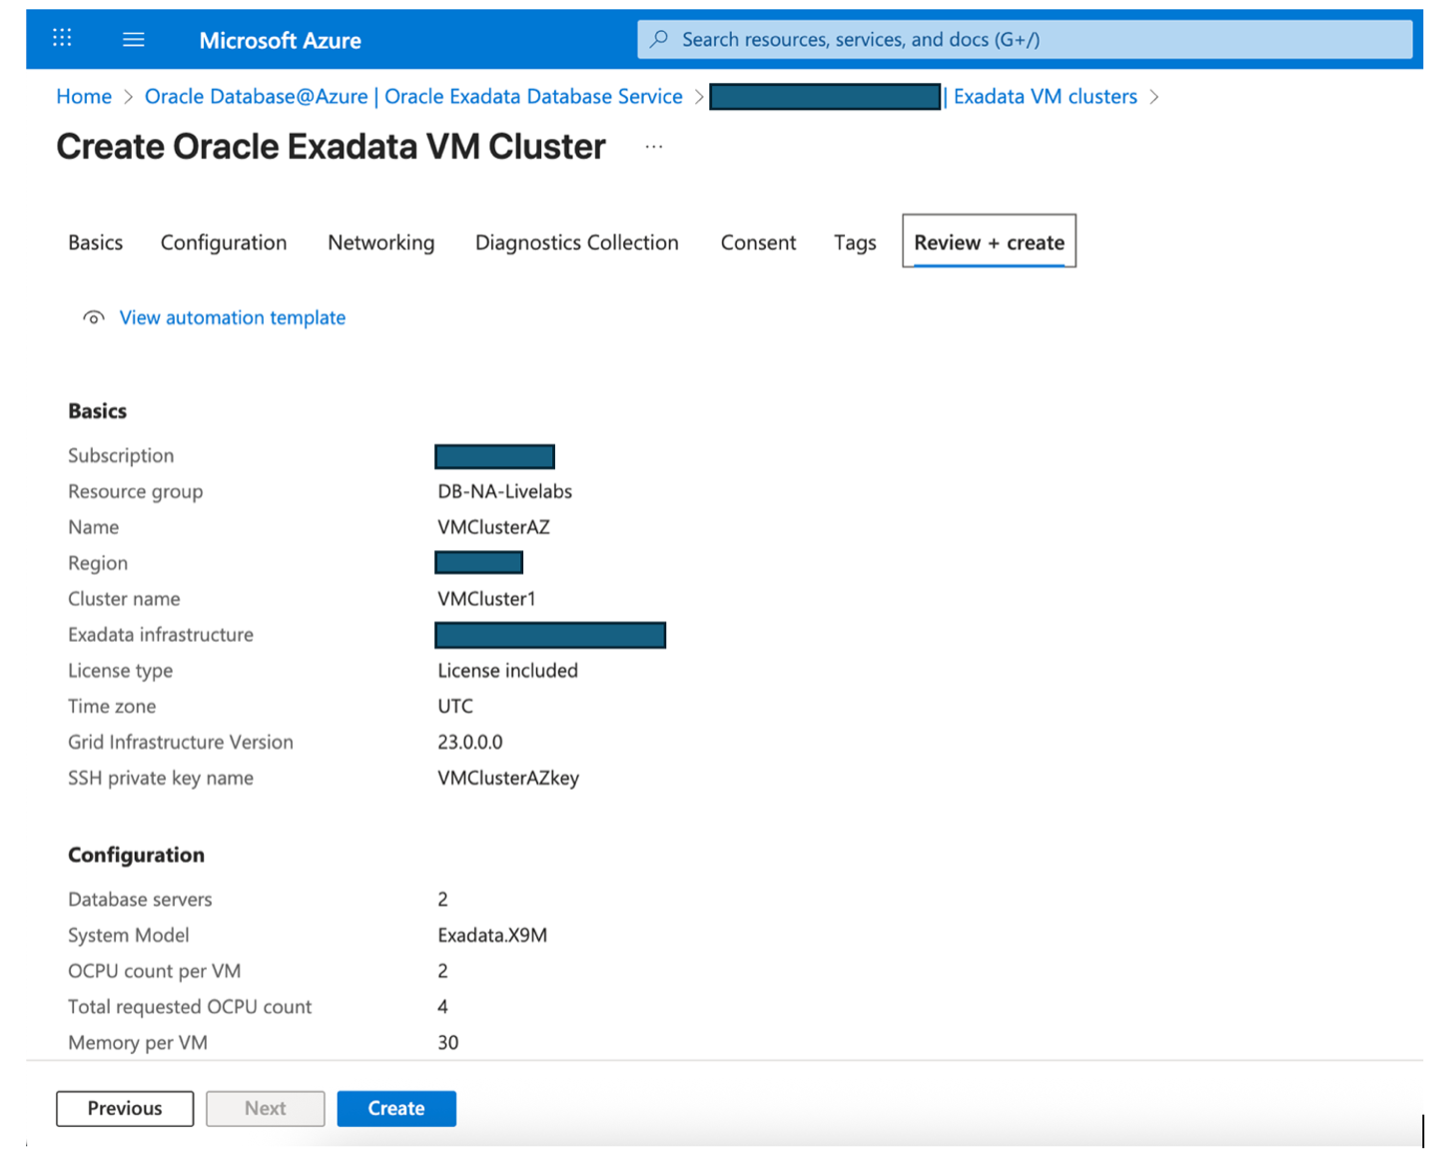 Microsoft Azure
Search resources, services, and docs (G+/)
Home > Oracle Database@Azure | Oracle Exadata Database Service > | Exadata VM clusters >
Create Oracle Exadata VM Cluster ...
Basics Configuration Networking Diagnostics Collection Consent Tags Review + create
View automation template
Basics
Subscription
Resource group DB-NA-Livelabs
Name VMClusterAZ
Region
Cluster name VMCluster1
Exadata infrastructure
License type License included
Time zone UTC
Grid Infrastructure Version 23.0.0.0
SSH private key name VMClusterAZkey
Configuration
Database servers 2
System Model Exadata.X9M
OCPU count per VM 2
Total requested OCPU count 4
Memory per VM 30
Previous Next Create